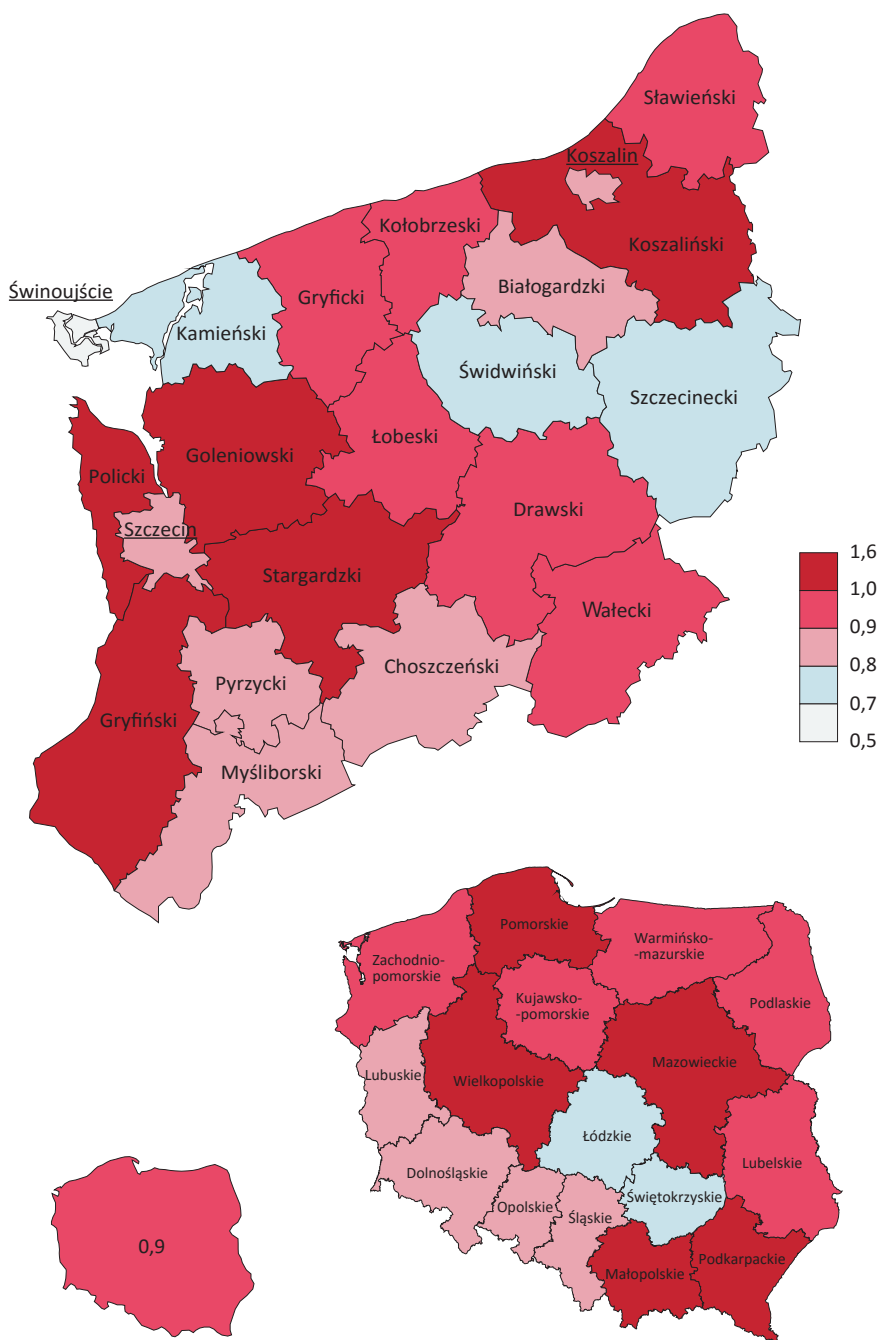 Sławieński
Koszalin
Kołobrzeski
Koszaliński
Białogardzki
Świnoujście
Gryficki
Kamieński
Świdwiński
Szczecinecki
Łobeski
Goleniowski
Policki
Drawski
Szczecin
Stargardzki
Wałecki
Choszczeński
Pyrzycki
Gryfiński
Myśliborski
1,6
1,0
0,9
0,8
0,7
0,5
Pomorskie
Warmińsko-
-mazurskie
Zachodnio-
pomorskie
Kujawsko-
-pomorskie
Podlaskie
Mazowieckie
Lubuskie
Wielkopolskie
Łódzkie
Lubelskie
Dolnośląskie
Świętokrzyskie
Opolskie
Śląskie
Podkarpackie
Małopolskie
0,9